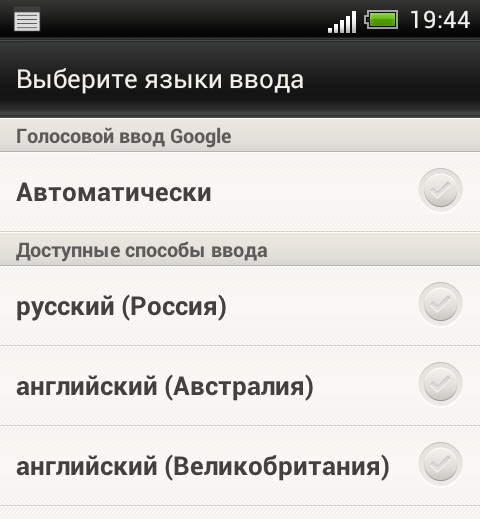 19:44
Выберите языки ввода
Голосовой ввод Google
Автоматически
Доступные способы ввода
русский (Россия)
английский (Австралия)
английский (Великобритания)